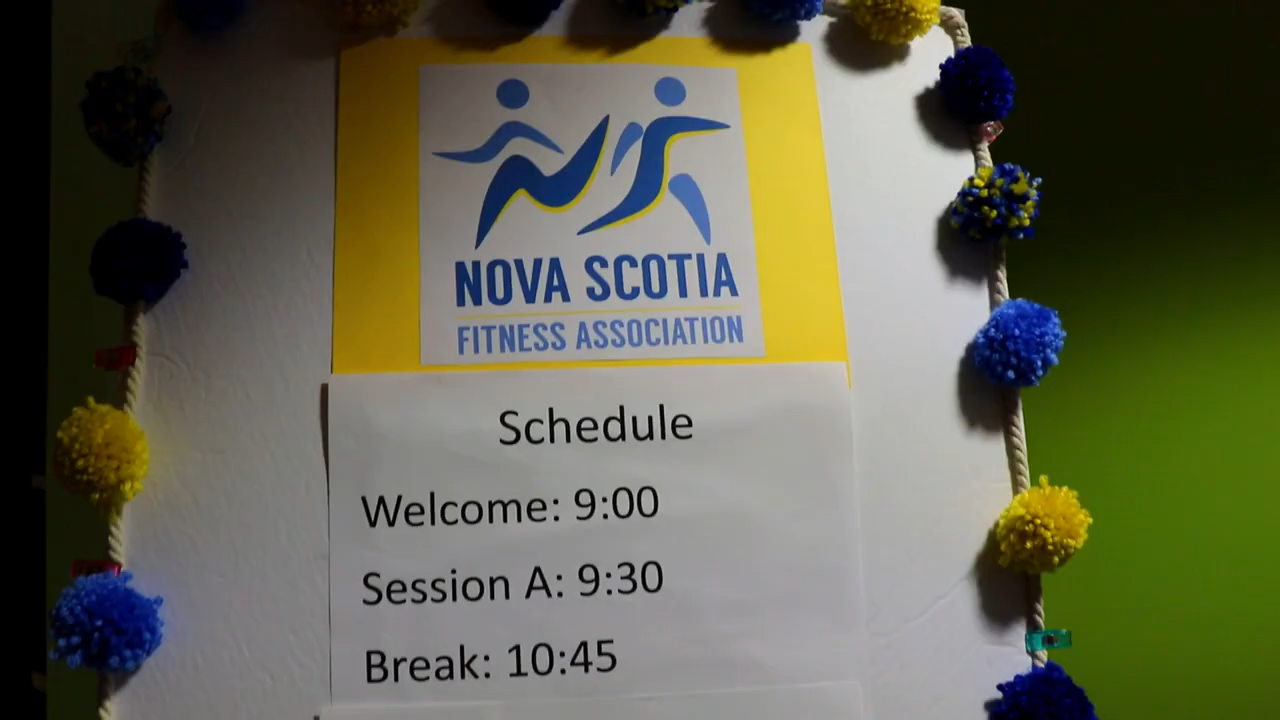 NOVA SCOTIA
FITNESS ASSOCIATION
Schedule
Welcome: 9:00
Session A: 9:30
Break: 10:45